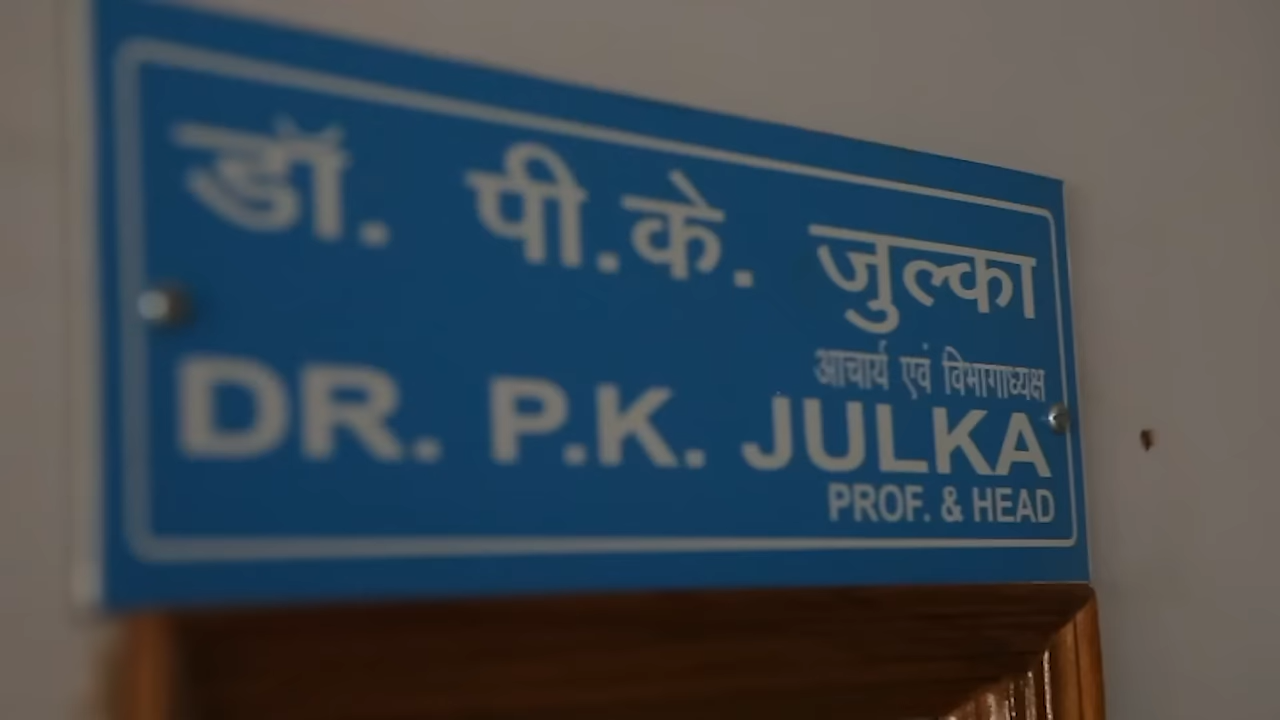 डॉ. पी.के. जुल्का
आचार्य एवं विभागाध्यक्ष
DR. P.K. JULKA
PROF. & HEAD